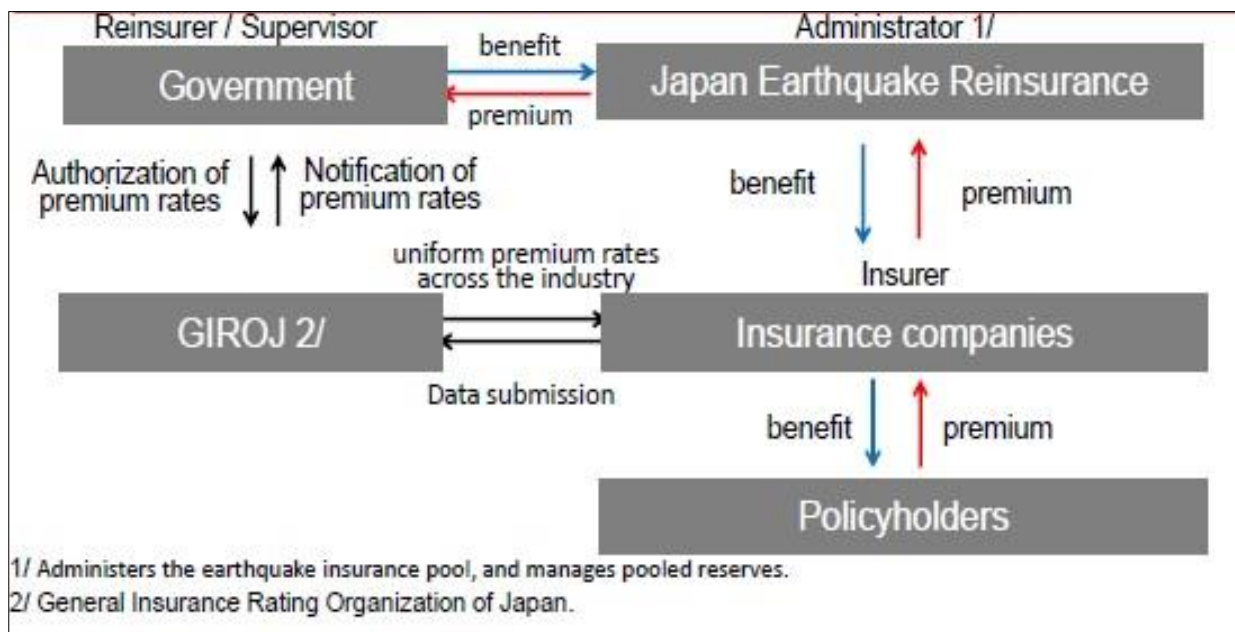 Reinsurer / Supervisor
Administrator 1/
benefit
Government
Japan Earthquake Reinsurance
premium
Authorization of
premium rates
Notification of
premium rates
benefit
premium
uniform premium rates
across the industry
Insurer
GIROJ 2/
Insurance companies
Data submission
benefit
premium
Policyholders
1/ Administers the earthquake insurance pool, and manages pooled reserves.
2/ General Insurance Rating Organization of Japan.